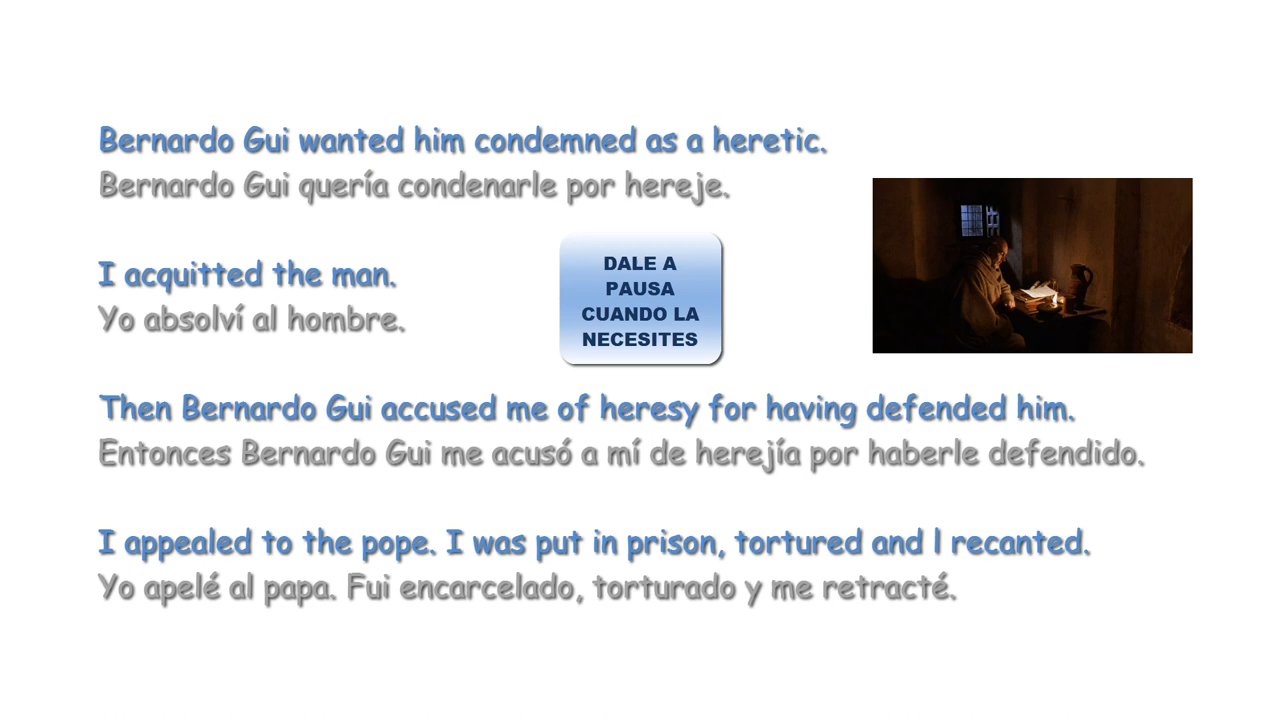 Bernardo Gui wanted him condemned as a heretic.
Bernardo Gui quería condenarle por hereje.
I acquitted the man.
Yo absolví al hombre.
DALE A
PAUSA
CUANDO LA
NECESITES
Then Bernardo Gui accused me of heresy for having defended him.
Entonces Bernardo Gui me acusó a mí de herejía por haberle defendido.
I appealed to the pope. I was put in prison, tortured and l recanted.
Yo apelé al papa. Fui encarcelado, torturado y me retracté.